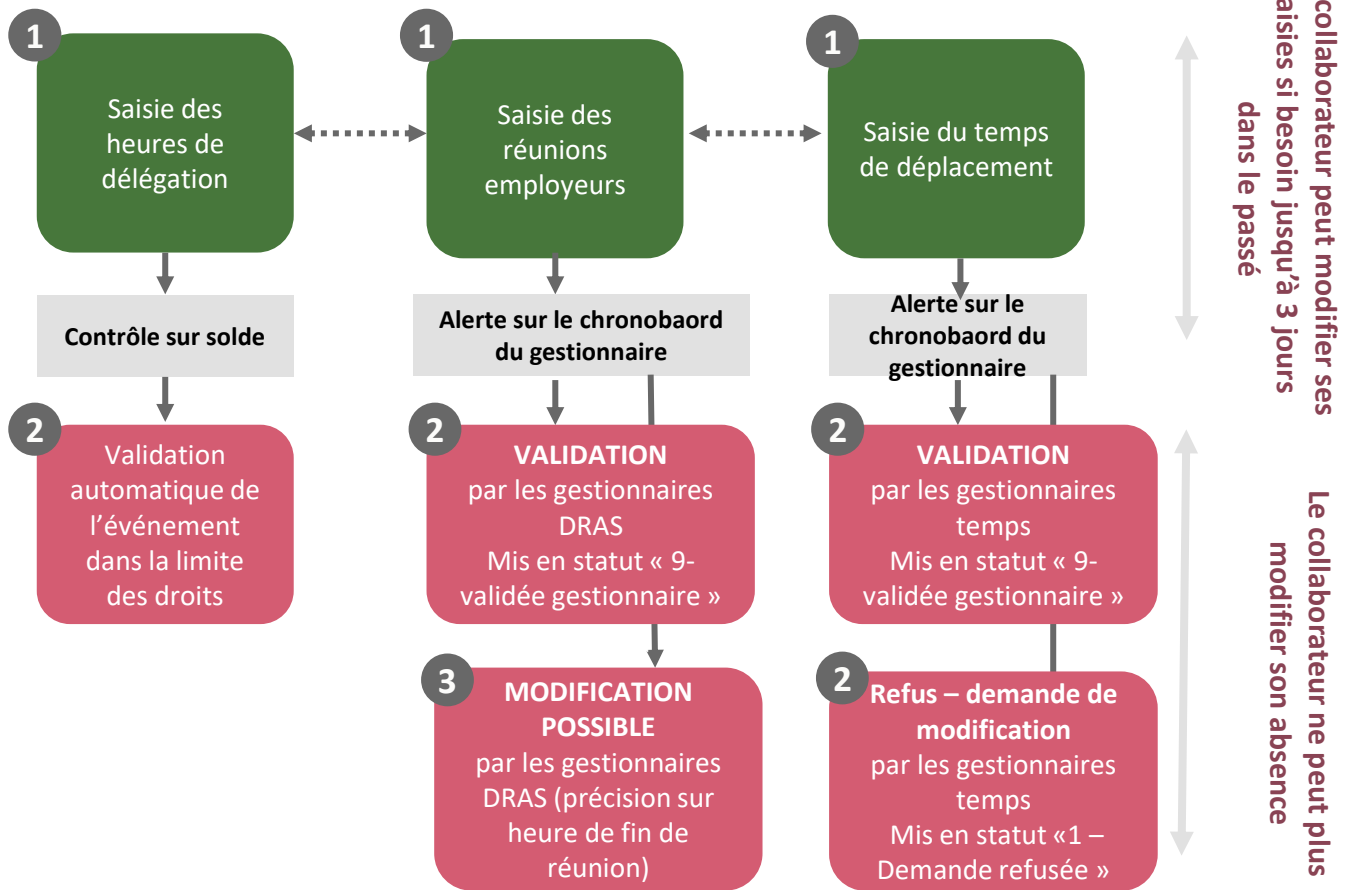 1
Saisie des
heures de
délégation
1
Saisie des
réunions
employeurs
1
Saisie du temps
de déplacement
Contrôle sur solde
Alerte sur le chronobaord
du gestionnaire
Alerte sur le
chronobaord du
gestionnaire
2
Validation
automatique de
l’événement
dans la limite
des droits
2
VALIDATION
par les gestionnaires
DRAS
Mis en statut « 9-
validée gestionnaire »
2
VALIDATION
par les gestionnaires
temps
Mis en statut « 9-
validée gestionnaire »
3
MODIFICATION
POSSIBLE
par les gestionnaires
DRAS (précision sur
heure de fin de
réunion)
2
Refus – demande de
modification
par les gestionnaires
temps
Mis en statut «1 –
Demande refusée »
collaborateur peut modifier ses
si besoin jusqu’à 3 jours
dans le passé
Le collaborateur ne peut plus
modifier son absence